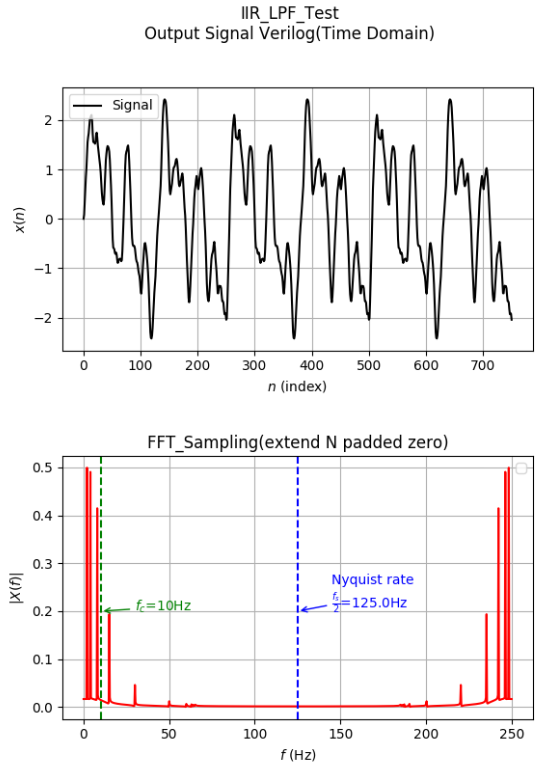 IIR_LPF_Test
Output Signal Verilog(Time Domain)
Signal
2
1
0
−1
−2
x(n)
0 100 200 300 400 500 600 700
n (index)
FFT_Sampling(extend N padded zero)
0.5
0.4
0.3
0.2
0.1
0.0
|X(f)|
Nyquist rate
f_c=10Hz
f_s/2=125.0Hz
0 50 100 150 200 250
f (Hz)